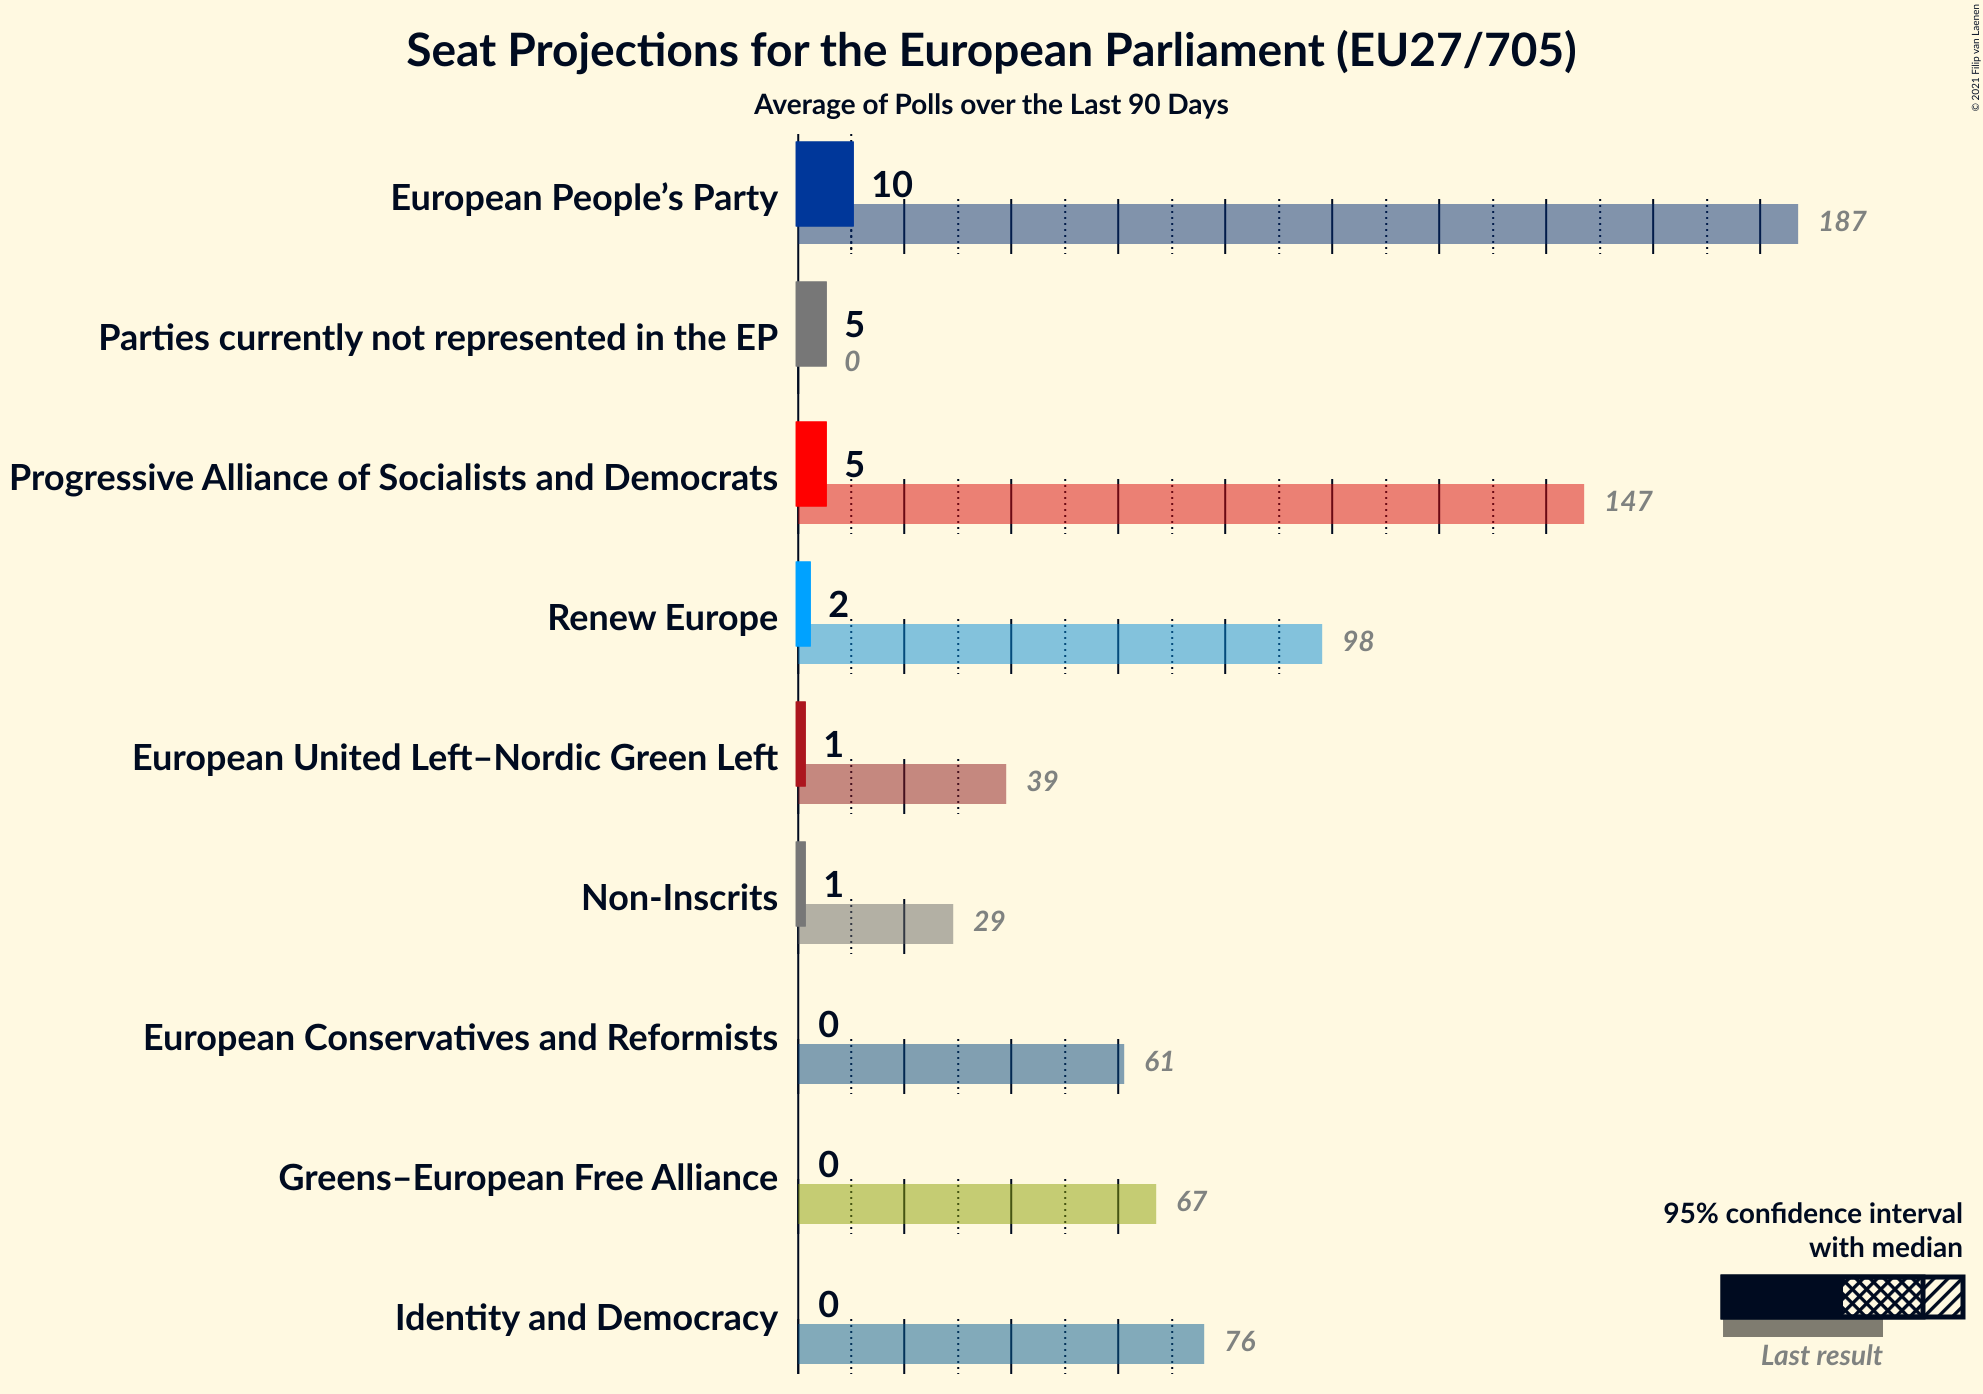 Seat Projections for the European Parliament (EU27/705)
Average of Polls over the Last 90 Days
© 2021 Filip van Laenen
European People’s Party
10
187
Parties currently not represented in the EP
5
0
Progressive Alliance of Socialists and Democrats
5
147
Renew Europe
2
98
European United Left–Nordic Green Left
1
39
Non-Inscrits
1
29
European Conservatives and Reformists
0
61
Greens–European Free Alliance
0
67
Identity and Democracy
0
76
95% confidence interval
with median
Last result